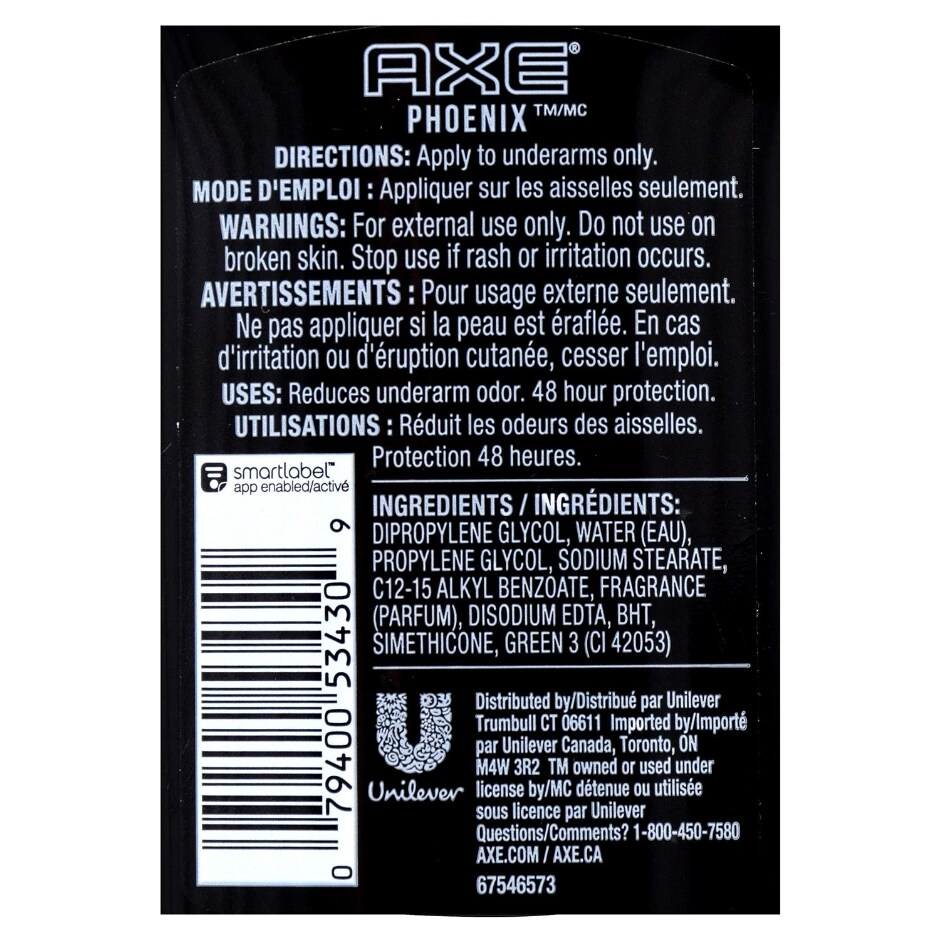 AXE®
PHOENIX TM/MC
DIRECTIONS: Apply to underarms only.
MODE D'EMPLOI : Appliquer sur les aisselles seulement.
WARNINGS: For external use only. Do not use on
broken skin. Stop use if rash or irritation occurs.
AVERTISSEMENTS : Pour usage externe seulement.
Ne pas appliquer si la peau est éraflée. En cas
d'irritation ou d'éruption cutanée, cesser l'emploi.
USES: Reduces underarm odor. 48 hour protection.
UTILISATIONS : Réduit les odeurs des aisselles.
Protection 48 heures.
smartlabel™
app enabled/activé
0 79400 53430 9
INGREDIENTS / INGRÉDIENTS:
DIPROPYLENE GLYCOL, WATER (EAU),
PROPYLENE GLYCOL, SODIUM STEARATE,
C12-15 ALKYL BENZOATE, FRAGRANCE
(PARFUM), DISODIUM EDTA, BHT,
SIMETHICONE, GREEN 3 (CI 42053)
Unilever
Distributed by/Distribué par Unilever
Trumbull CT 06611 Imported by/Importé
par Unilever Canada, Toronto, ON
M4W 3R2 TM owned or used under
license by/MC détenue ou utilisée
sous licence par Unilever
Questions/Comments? 1-800-450-7580
AXE.COM / AXE.CA
67546573